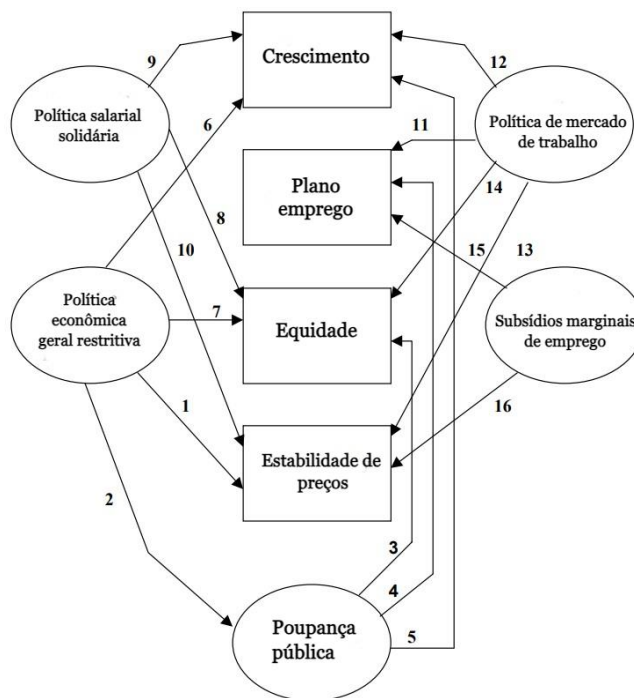 9
Crescimento
12
Política salarial
solidária
6
11
Política de mercado
de trabalho
Plano
emprego
8
14
10
15
13
Política
econômica
geral restritiva
7
Equidade
Subsídios marginais
de emprego
1
16
Estabilidade de
preços
2
3
4
Poupança
pública
5